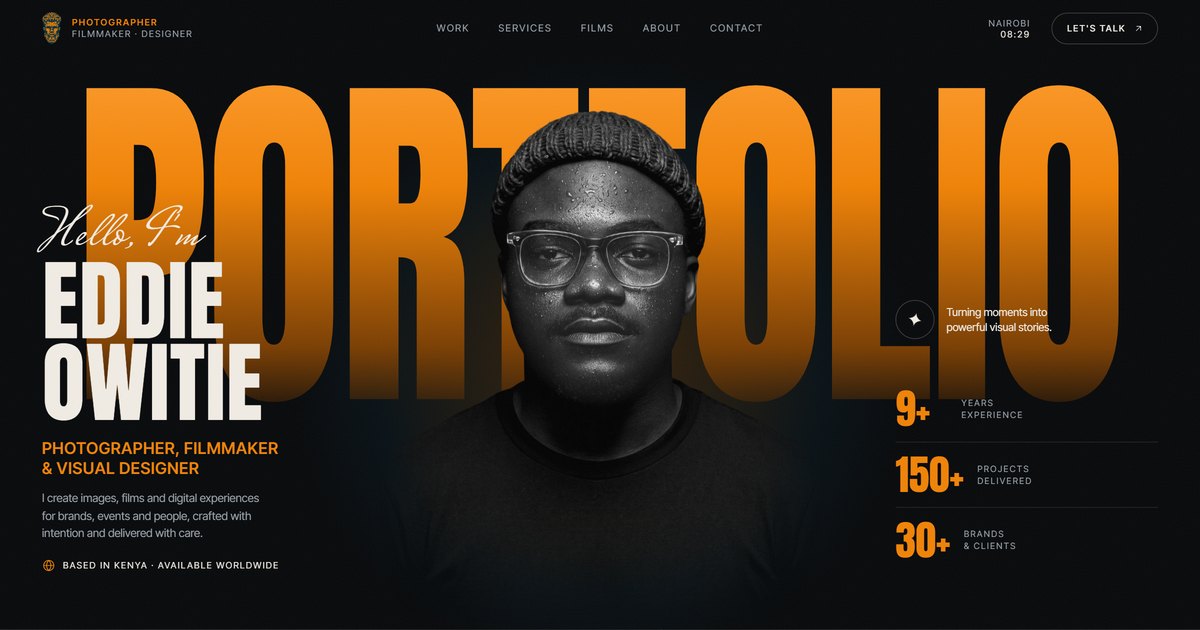 PHOTOGRAPHER
FILMMAKER · DESIGNER
WORK
SERVICES
FILMS
ABOUT
CONTACT
NAIROBI
08:29
LET'S TALK ↗
PORTFOLIO
Hello, I'm
EDDIE
OWITIE
PHOTOGRAPHER, FILMMAKER
& VISUAL DESIGNER
I create images, films and digital experiences
for brands, events and people, crafted with
intention and delivered with care.
BASED IN KENYA · AVAILABLE WORLDWIDE
Turning moments into
powerful visual stories.
9+
YEARS
EXPERIENCE
150+
PROJECTS
DELIVERED
30+
BRANDS
& CLIENTS